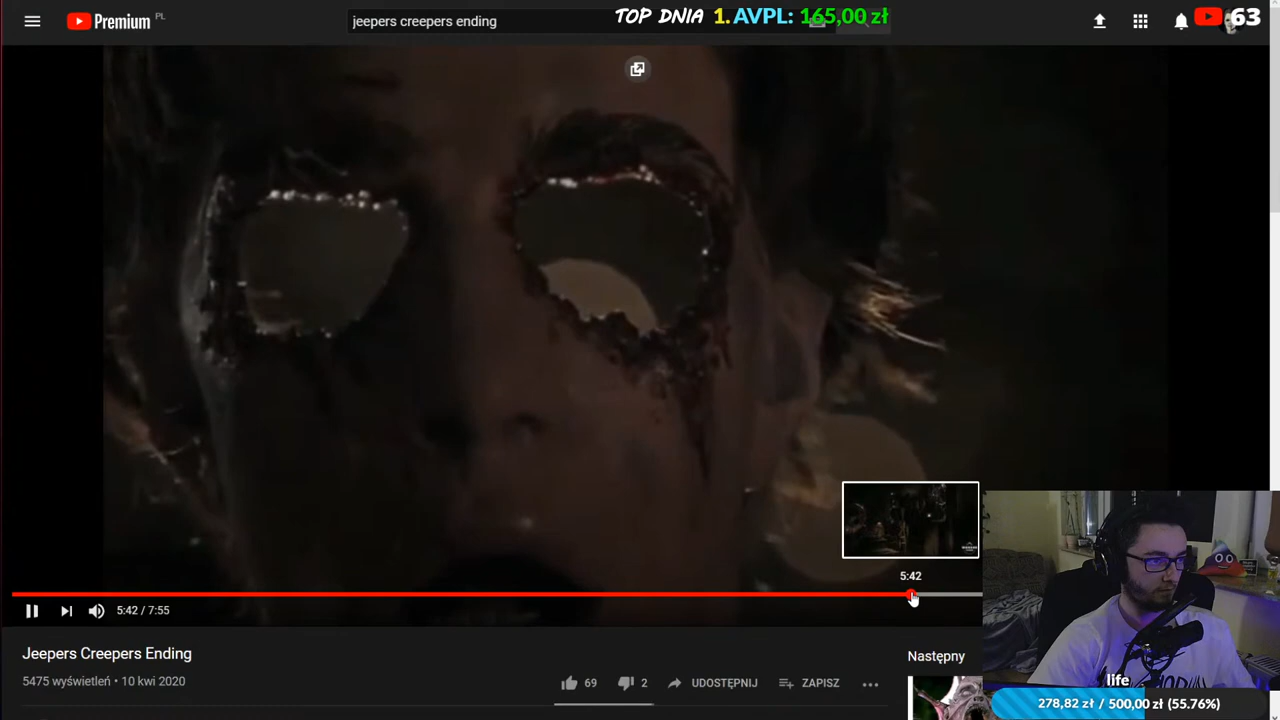 Premium PL
jeepers creepers ending
TOP DNIA 1. AVPL: 165,00 zł
63
5:42
5:42 / 7:55
Jeepers Creepers Ending
5475 wyświetleń • 10 kwi 2020
69
2
UDOSTĘPNIJ
ZAPISZ
Następny
life
278,82 zł / 500,00 zł (55.76%)